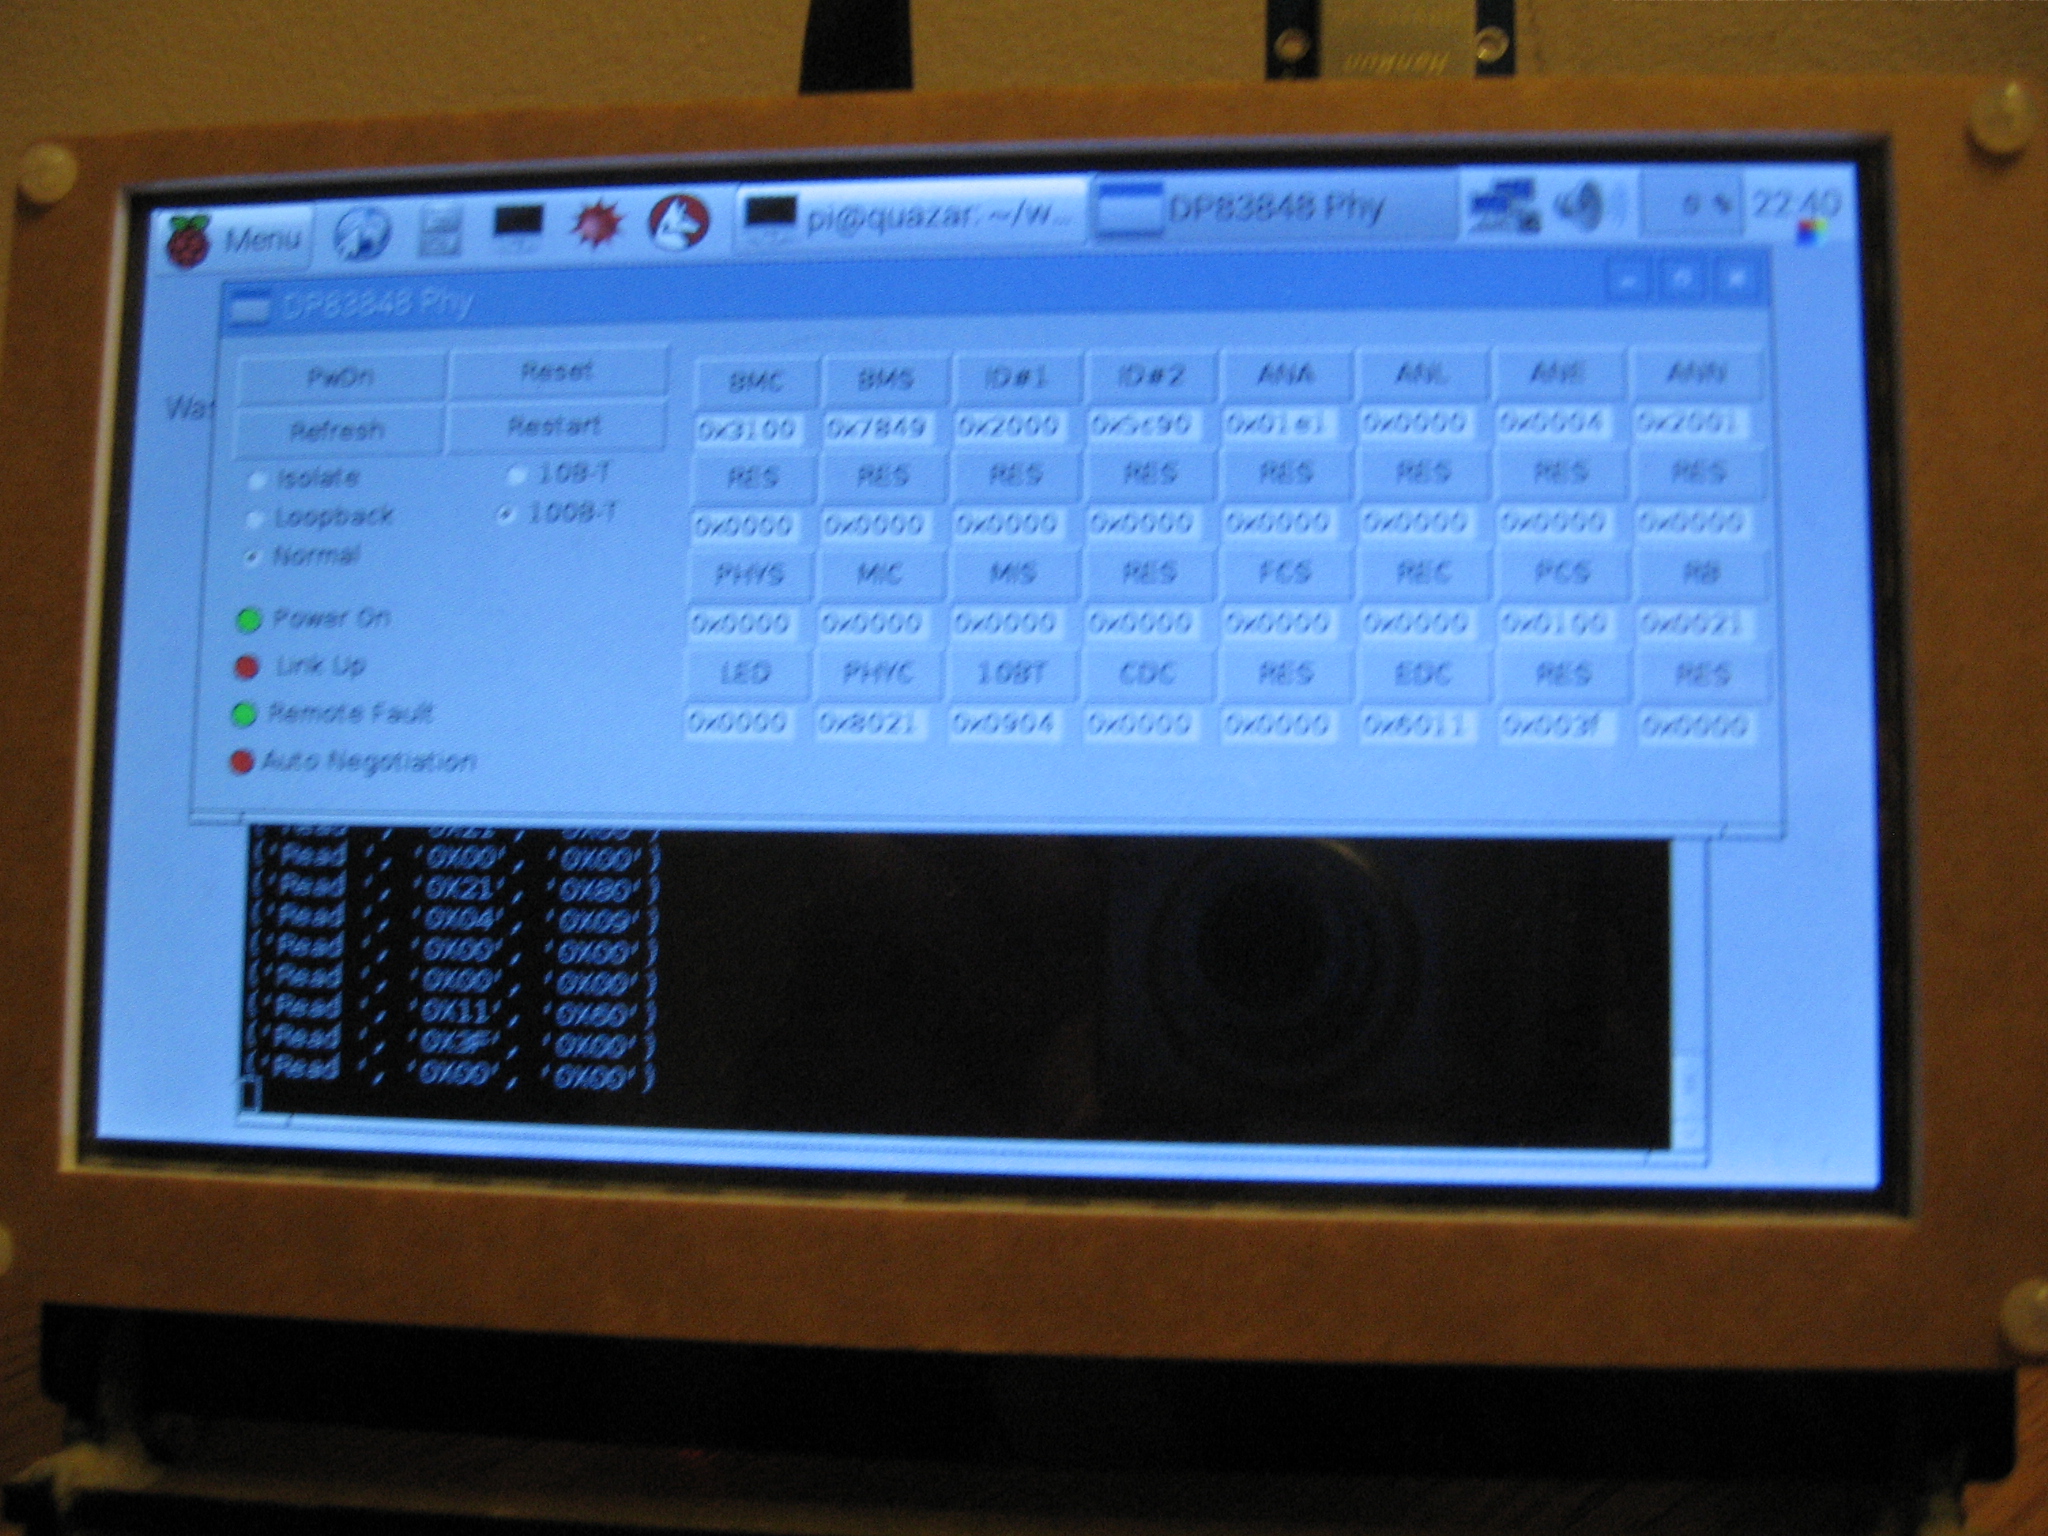 Hankun
Menu pi@quazar: ~/w... DP83848 Phy 22:40
DP83848 Phy
PwOn Reset BMC BMS ID#1 ID#2 ANA ANL ANE ANN
Refresh Restart 0x3100 0x7849 0x2000 0x5c90 0x01e1 0x0000 0x0004 0x2001
Isolate 10B-T RES RES RES RES RES RES RES RES
Loopback 100B-T 0x0000 0x0000 0x0000 0x0000 0x0000 0x0000 0x0000 0x0000
Normal PHYS MIC MIS RES FCS REC PCS RB
Power On 0x0000 0x0000 0x0000 0x0000 0x0000 0x0000 0x0100 0x0021
Link Up LED PHYC 10BT CDC RES EDC RES RES
Remote Fault 0x0000 0x8021 0x0904 0x0000 0x0000 0x6011 0x003f 0x0000
Auto Negotiation
('Read ', '0X00', '0X00')
('Read ', '0X21', '0X80')
('Read ', '0X04', '0X09')
('Read ', '0X00', '0X00')
('Read ', '0X00', '0X00')
('Read ', '0X11', '0X60')
('Read ', '0X3F', '0X00')
('Read ', '0X00', '0X00')